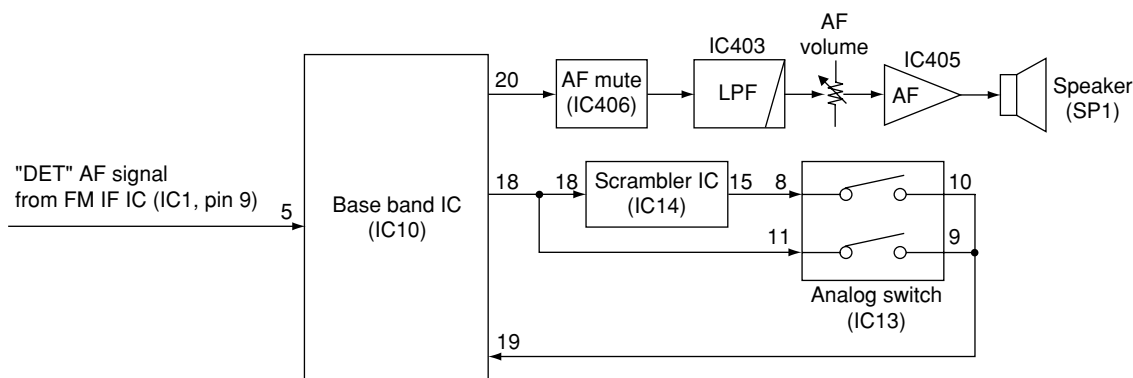 AF
volume
IC403
IC405
20
AF mute
(IC406)
LPF
AF
Speaker
(SP1)
"DET" AF signal
from FM IF IC (IC1, pin 9)
5
Base band IC
(IC10)
18
18
Scrambler IC
(IC14)
15
8
10
11
9
Analog switch
(IC13)
19